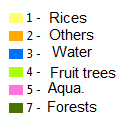 1 - Rices
2 - Others
3 - Water
4 - Fruit trees
5 - Aqua.
7 - Forests